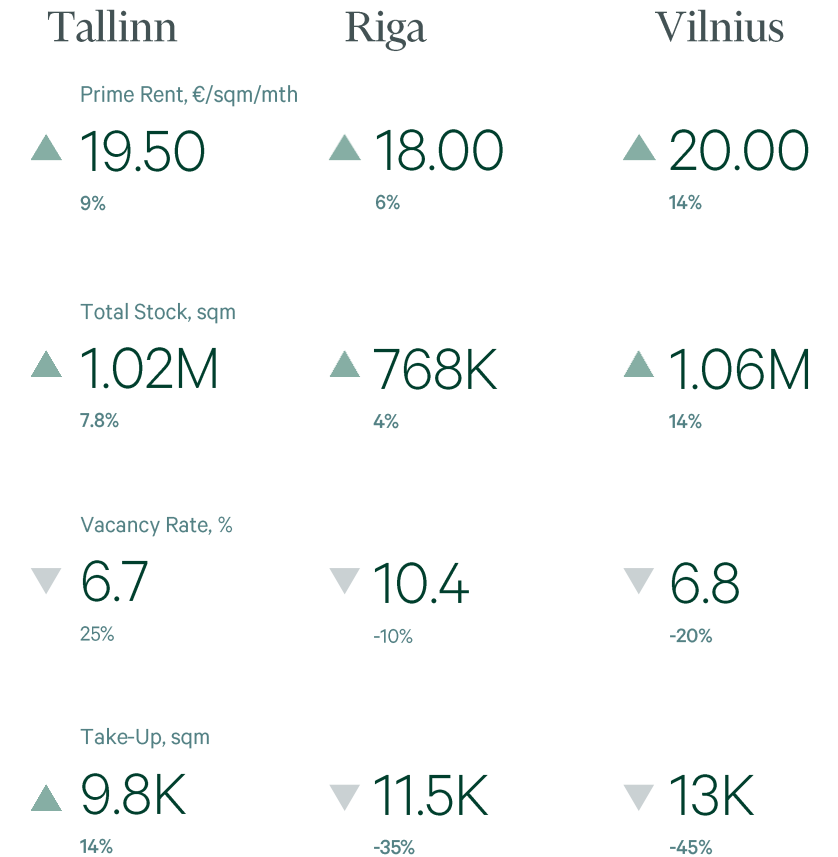 Tallinn Riga Vilnius
Prime Rent, €/sqm/mth
19.50 18.00 20.00
9% 6% 14%
Total Stock, sqm
1.02M 768K 1.06M
7.8% 4% 14%
Vacancy Rate, %
6.7 10.4 6.8
25% -10% -20%
Take-Up, sqm
9.8K 11.5K 13K
14% -35% -45%